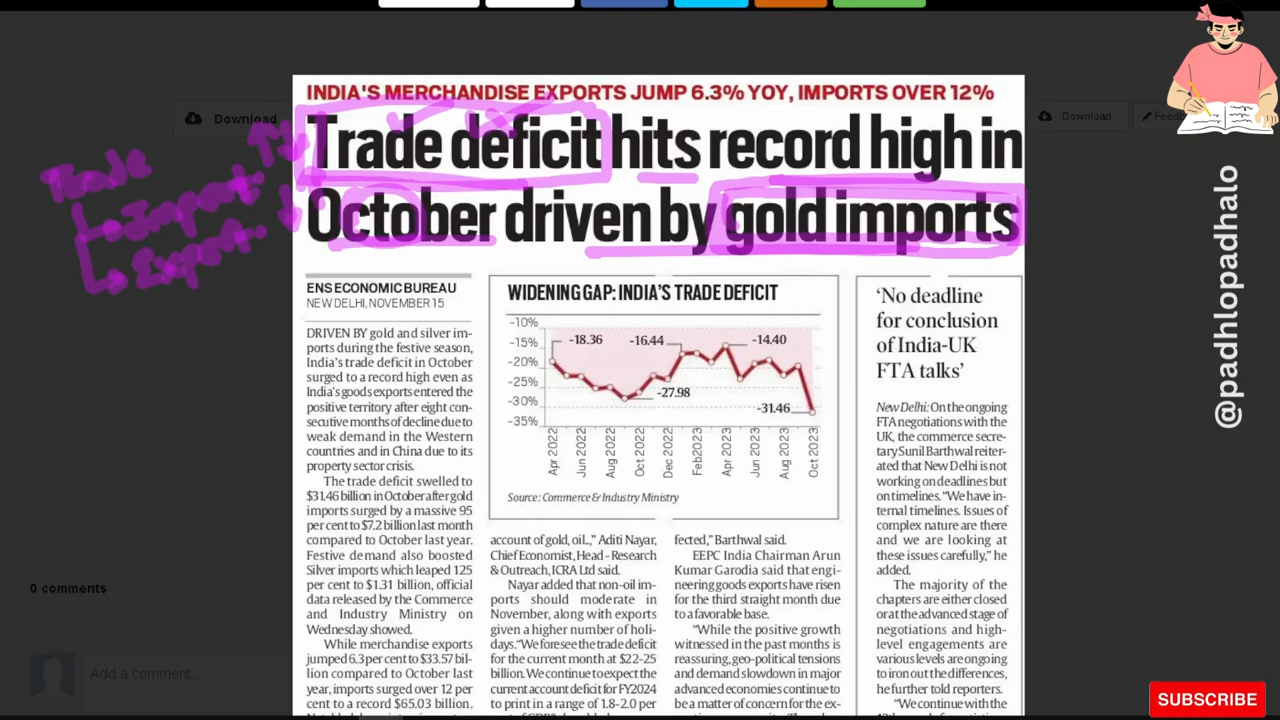 INDIA'S MERCHANDISE EXPORTS JUMP 6.3% YOY, IMPORTS OVER 12%
Download
Download
Feedb
Trade deficit hits record high in
October driven by gold imports
Trade
Import
Export
@padhlopadhalo
ENS ECONOMIC BUREAU
NEW DELHI, NOVEMBER 15
DRIVEN BY gold and silver im-
ports during the festive season,
India's trade deficit in October
surged to a record high even as
India's goods exports entered the
positive territory after eight con-
secutive months of decline due to
weak demand in the Western
countries and in China due to its
property sector crisis.
The trade deficit swelled to
$31.46 billion in October after gold
imports surged by a massive 95
per cent to $7.2 billion last month
compared to October last year.
Festive demand also boosted
Silver imports which leaped 125
per cent to $1.31 billion, official
data released by the Commerce
and Industry Ministry on
Wednesday showed.
While merchandise exports
jumped 6.3 per cent to $33.57 bil-
lion compared to October last
year, imports surged over 12 per
cent to a record $65.03 billion.
WIDENING GAP: INDIA'S TRADE DEFICIT
-10%
-15%
-20%
-25%
-30%
-35%
-18.36
-16.44
-14.40
-27.98
-31.46
Apr 2022
Jun 2022
Aug 2022
Oct 2022
Dec 2022
Feb 2023
Apr 2023
Jun 2023
Aug 2023
Oct 2023
Source: Commerce & Industry Ministry
account of gold, oil.," Aditi Nayar,
Chief Economist, Head - Research
& Outreach, ICRA Ltd said.
Nayar added that non-oil im-
ports should moderate in
November, along with exports
given a higher number of holi-
days. "We foresee the trade deficit
for the current month at $22-25
billion. We continue to expect the
current account deficit for FY2024
to print in a range of 1.8-2.0 per
fected," Barthwal said.
EEPC India Chairman Arun
Kumar Garodia said that engi-
neering goods exports have risen
for the third straight month due
to a favorable base.
"While the positive growth
witnessed in the past months is
reassuring, geo-political tensions
and demand slowdown in major
advanced economies continue to
be a matter of concern for the ex-
'No deadline
for conclusion
of India-UK
FTA talks'
New Delhi: On the ongoing
FTA negotiations with the
UK, the commerce secre-
tary Sunil Barthwal reiter-
ated that New Delhi is not
working on deadlines but
on timelines. "We have in-
ternal timelines. Issues of
complex nature are there
and we are looking at
these issues carefully," he
added.
The majority of the
chapters are either closed
or at the advanced stage of
negotiations and high-
level engagements are
various levels are ongoing
to iron out the differences,
he further told reporters.
"We continue with the
0 comments
Add a comment..
SUBSCRIBE